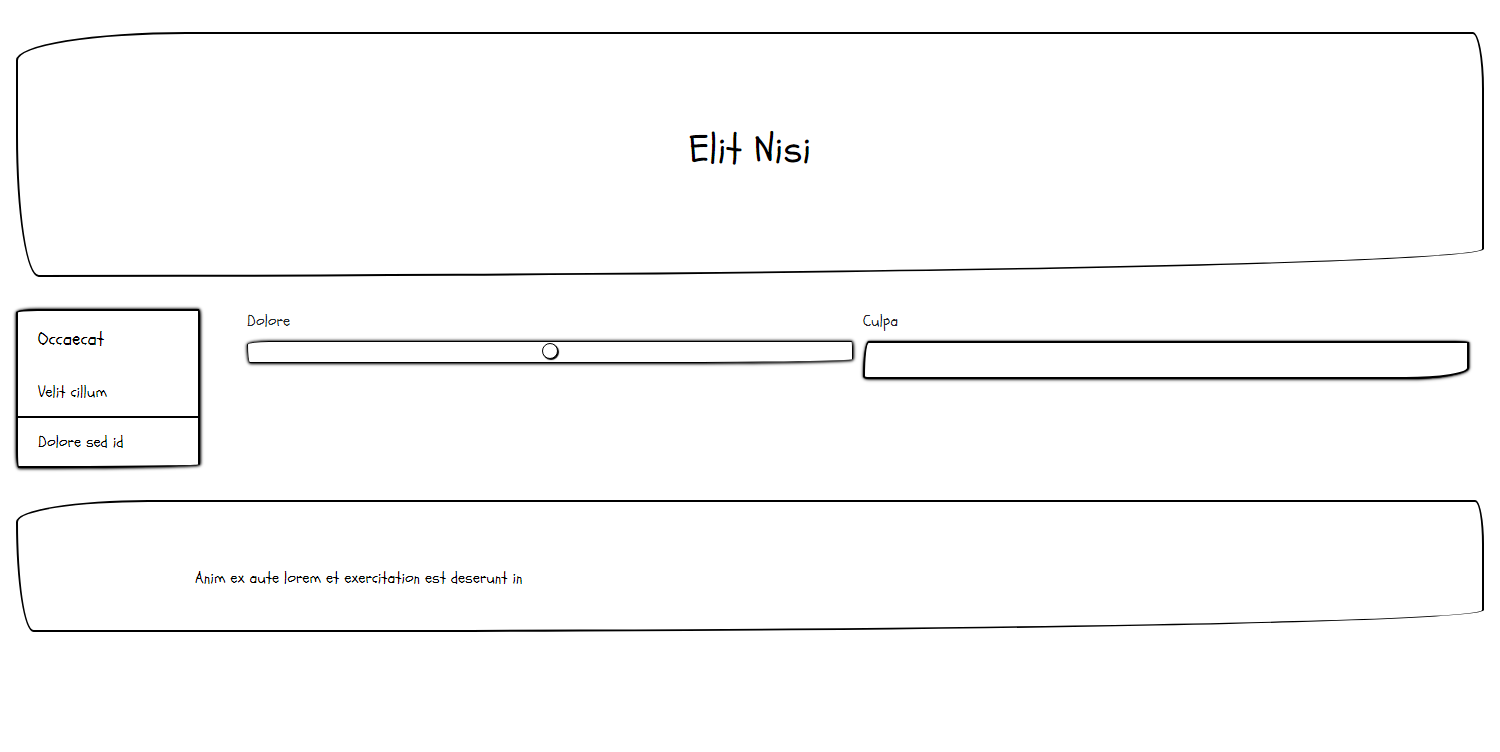 Elit Nisi
Occaecat
Velit cillum
Dolore sed id
Dolore
Culpa
Anim ex aute lorem et exercitation est deserunt in